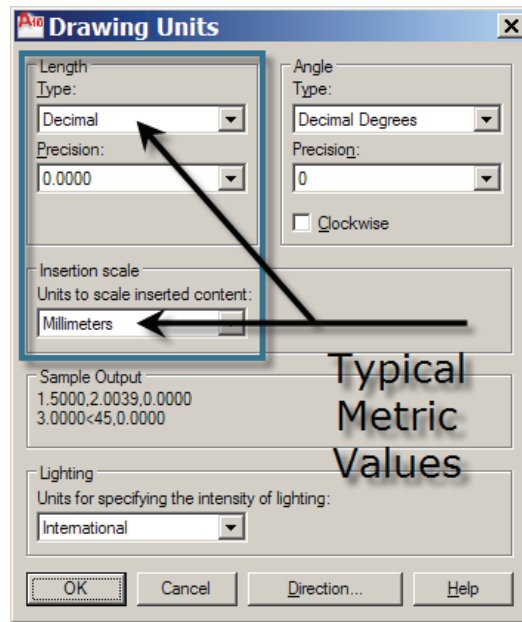 A10 Drawing Units
Length
Type:
Decimal
Precision:
0.0000
Angle
Type:
Decimal Degrees
Precision:
0
Clockwise
Insertion scale
Units to scale inserted content:
Millimeters
Typical
Metric
Values
Sample Output
1.5000,2.0039,0.0000
3.0000<45,0.0000
Lighting
Units for specifying the intensity of lighting:
International
OK Cancel Direction... Help